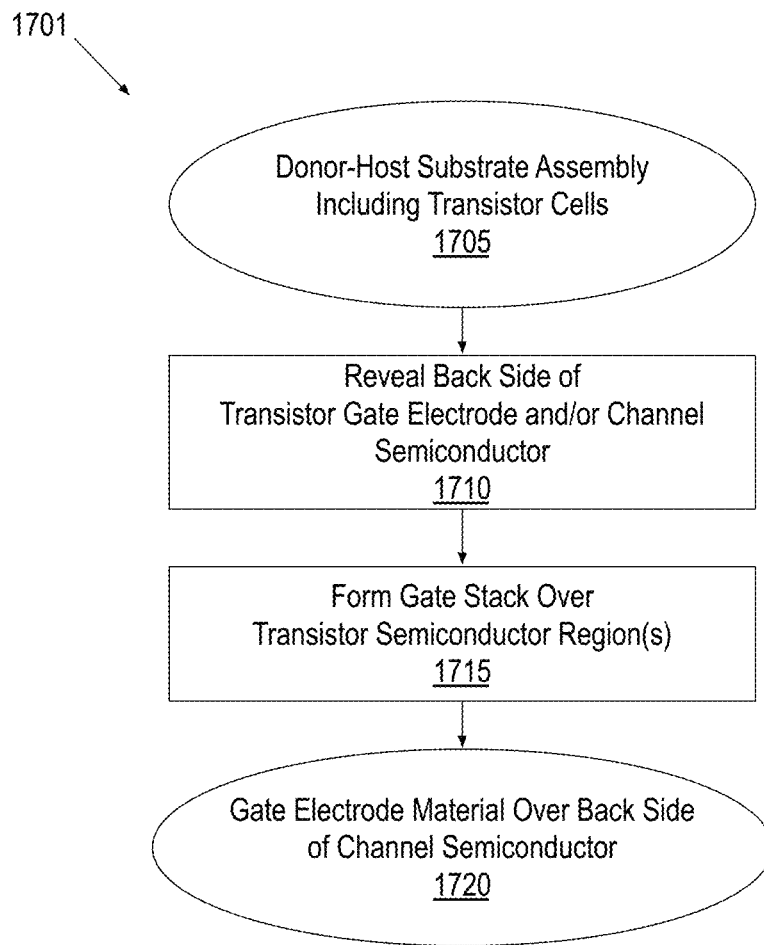 1701
Donor-Host Substrate Assembly
Including Transistor Cells
1705
Reveal Back Side of
Transistor Gate Electrode and/or Channel
Semiconductor
1710
Form Gate Stack Over
Transistor Semiconductor Region(s)
1715
Gate Electrode Material Over Back Side
of Channel Semiconductor
1720